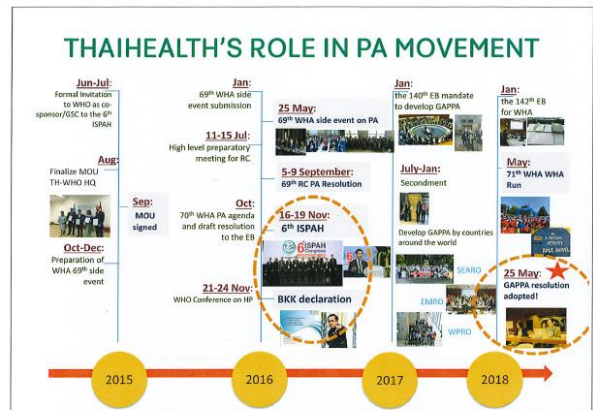 THAIHEALTH'S ROLE IN PA MOVEMENT
Jun-Jul:
Formal Invitation
to WHO as co-
sponsor/GSC to the 6th
ISPAH
Aug:
Finalize MOU
TH-WHO HQ
Sep:
MOU
signed
Oct-Dec:
Preparation of
WHA 69th side
event
Jan:
69th WHA side
event submission
25 May:
69th WHA side event on PA
11-15 Jul:
High level preparatory
meeting for RC
5-9 September:
69th RC PA Resolution
Oct:
70th WHA PA agenda
and draft resolution
to the EB
16-19 Nov:
6th ISPAH
6 ISPAH
Congress
21-24 Nov:
WHO Conference on HP
BKK declaration
Jan:
the 140th EB mandate
to develop GAPPA
July-Jan:
Secondment
Develop GAPPA by countries
around the world
SEARO
EMRO
WPRO
Jan:
the 142th EB
for WHA
May:
71th WHA WHA
Run
25 May:
GAPPA resolution
adopted!
2015
2016
2017
2018